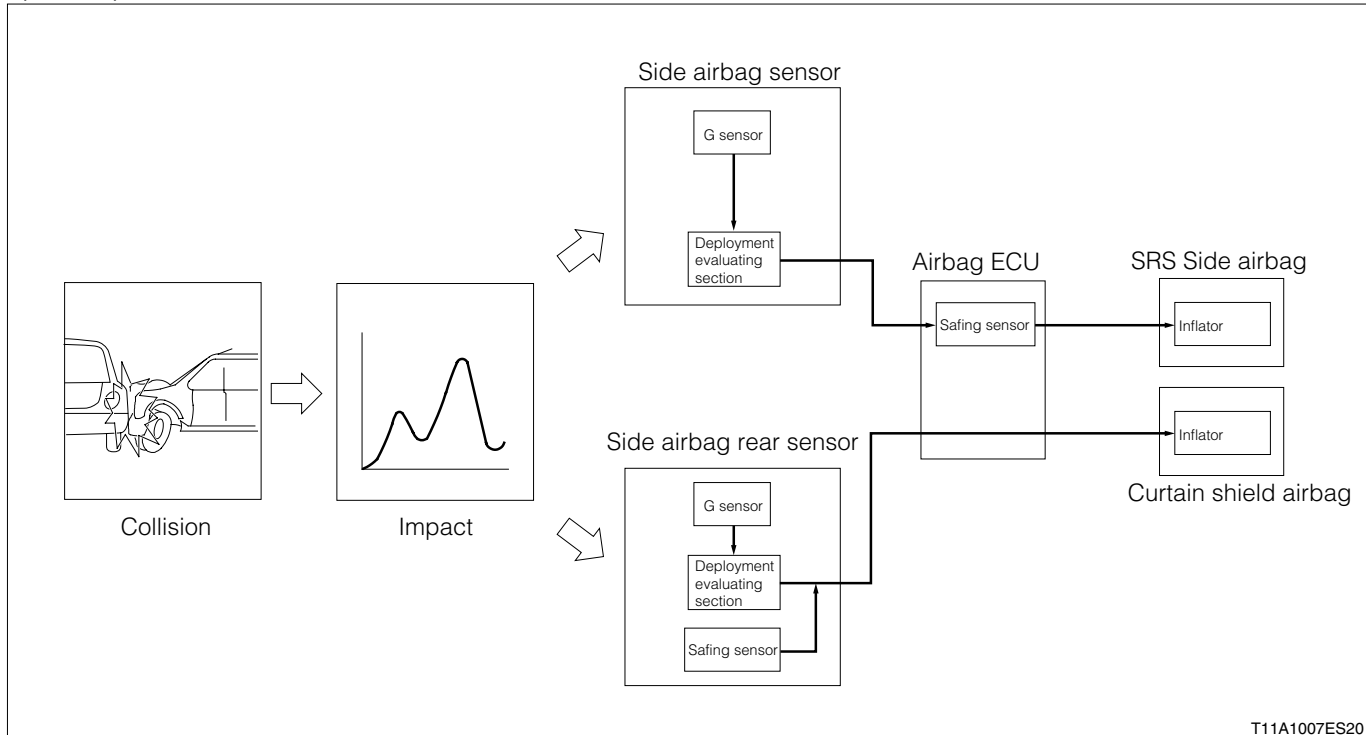 Side airbag sensor
G sensor
Deployment
evaluating
section
Airbag ECU
SRS Side airbag
Safing sensor
Inflator
Side airbag rear sensor
Inflator
Curtain shield airbag
G sensor
Collision
Impact
Deployment
evaluating
section
Safing sensor
T11A1007ES20